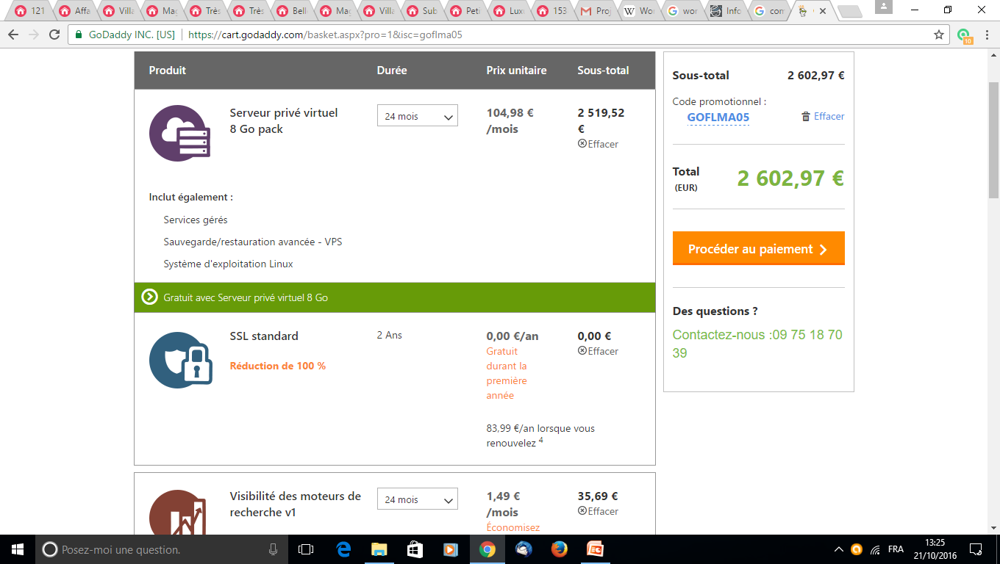 121
Affa
Villa
Mag
Très
Très
Bell
Mag
Villa
Sub
Peti
Lux
153
Proj
Wor
wor
Info
com
GoDaddy INC. [US]
https://cart.godaddy.com/basket.aspx?pro=1&isc=goflma05
10
Produit
Durée
Prix unitaire
Sous-total
Serveur privé virtuel
8 Go pack
24 mois
104,98 €
/mois
2 519,52
€
Effacer
Inclut également :
Services gérés
Sauvegarde/restauration avancée - VPS
Système d'exploitation Linux
Gratuit avec Serveur privé virtuel 8 Go
SSL standard
Réduction de 100 %
2 Ans
0,00 €/an
Gratuit
durant la
première
année
83,99 €/an lorsque vous
renouvelez 4
0,00 €
Effacer
Visibilité des moteurs de
recherche v1
24 mois
1,49 €
/mois
Économisez
35,69 €
Effacer
Sous-total
2 602,97 €
Code promotionnel :
GOFLMA05
Effacer
Total
(EUR)
2 602,97 €
Procéder au paiement
Des questions ?
Contactez-nous :09 75 18 70
39
Posez-moi une question.
FRA
13:25
21/10/2016